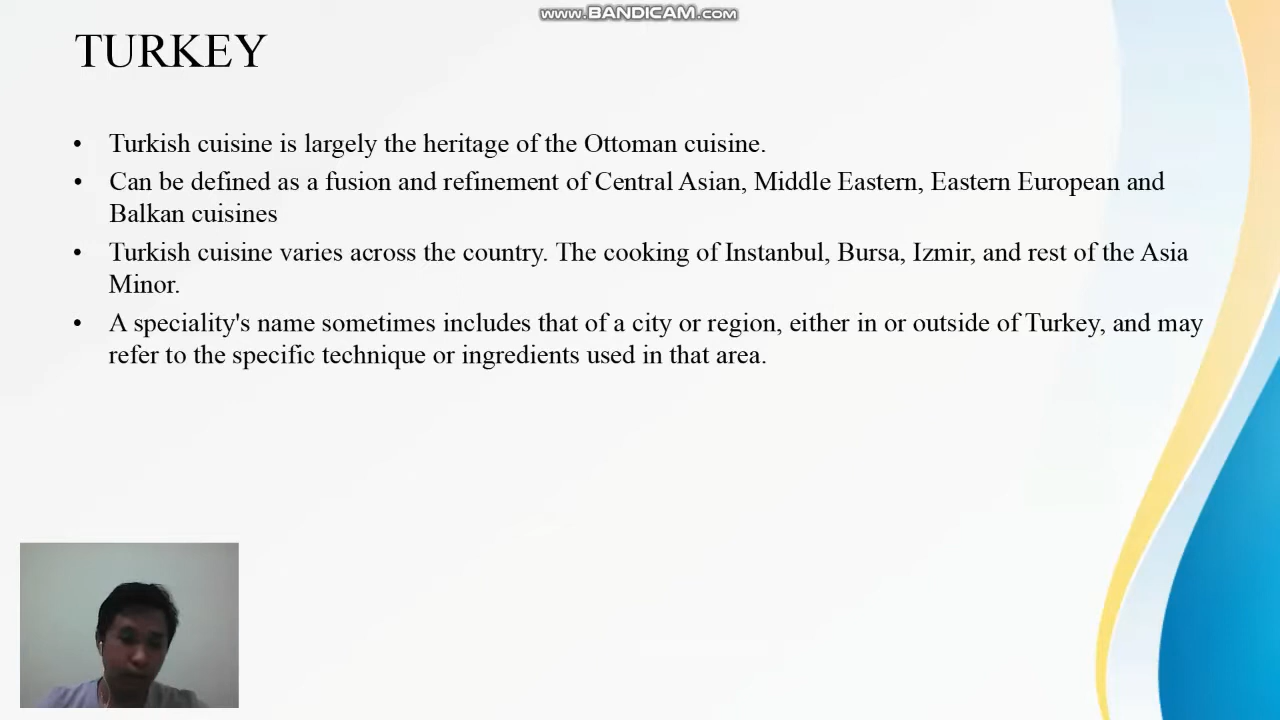 www.BANDICAM.com
TURKEY
• Turkish cuisine is largely the heritage of the Ottoman cuisine.
• Can be defined as a fusion and refinement of Central Asian, Middle Eastern, Eastern European and
Balkan cuisines
• Turkish cuisine varies across the country. The cooking of Instanbul, Bursa, Izmir, and rest of the Asia
Minor.
• A speciality's name sometimes includes that of a city or region, either in or outside of Turkey, and may
refer to the specific technique or ingredients used in that area.